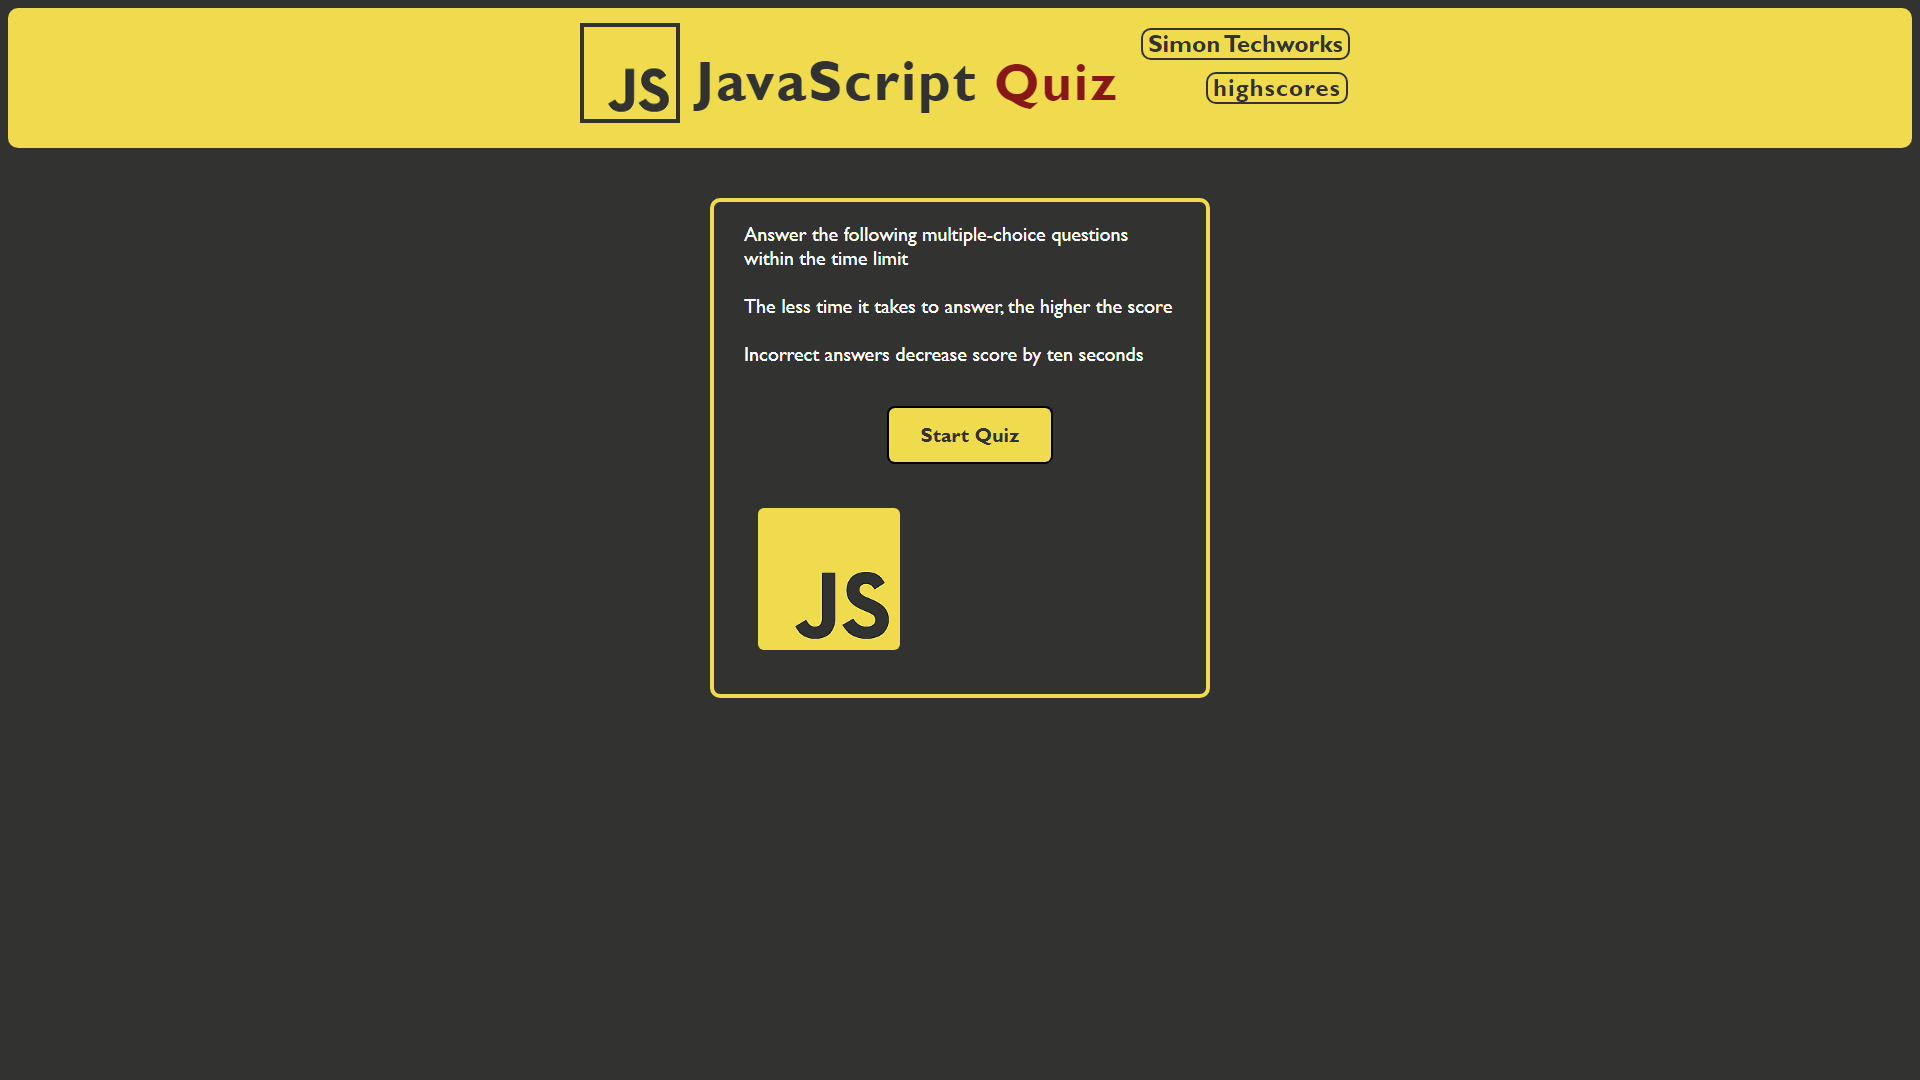 JS
JavaScript Quiz
Simon Techworks
highscores
Answer the following multiple-choice questions
within the time limit
The less time it takes to answer, the higher the score
Incorrect answers decrease score by ten seconds
Start Quiz
JS